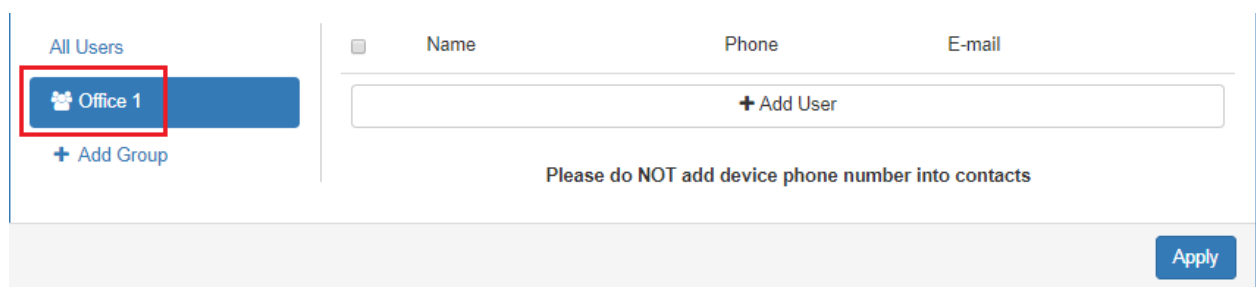 All Users
Name Phone E-mail
Office 1
+ Add User
+ Add Group
Please do NOT add device phone number into contacts
Apply